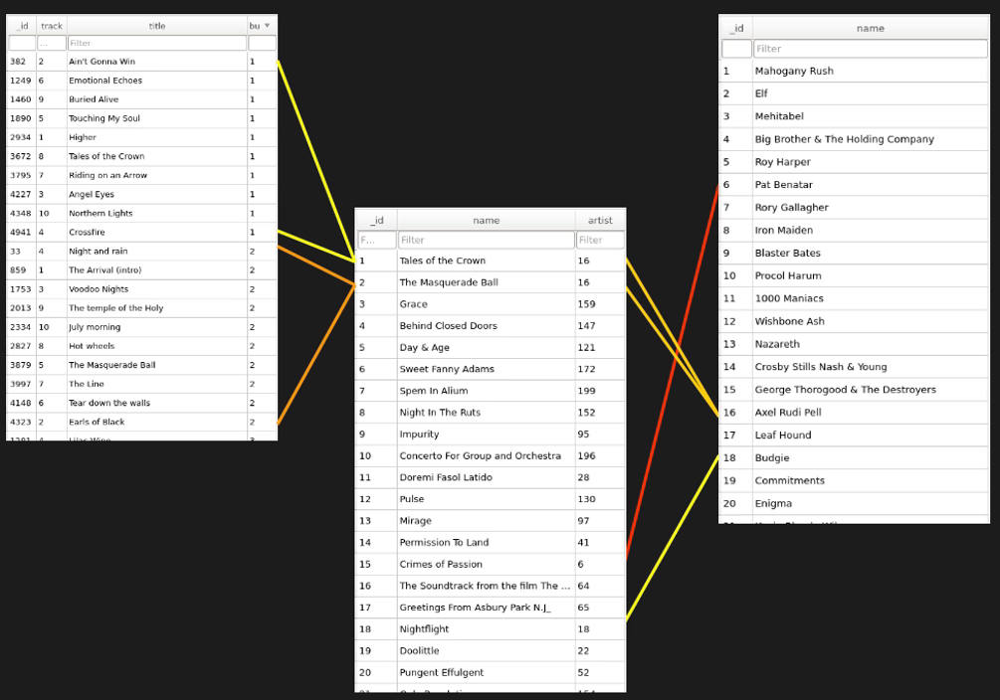 _id track title bu
... Filter
382 2 Ain't Gonna Win 1
1249 6 Emotional Echoes 1
1460 9 Buried Alive 1
1890 5 Touching My Soul 1
2934 1 Higher 1
3672 8 Tales of the Crown 1
3795 7 Riding on an Arrow 1
4227 3 Angel Eyes 1
4348 10 Northern Lights 1
4941 4 Crossfire 1
33 4 Night and rain 2
859 1 The Arrival (intro) 2
1753 3 Voodoo Nights 2
2013 9 The temple of the Holy 2
2334 10 July morning 2
2827 8 Hot wheels 2
3879 5 The Masquerade Ball 2
3997 7 The Line 2
4148 6 Tear down the walls 2
4323 2 Earls of Black 2
_id name artist
F... Filter Filter
1 Tales of the Crown 16
2 The Masquerade Ball 16
3 Grace 159
4 Behind Closed Doors 147
5 Day & Age 121
6 Sweet Fanny Adams 172
7 Spem In Alium 199
8 Night In The Ruts 152
9 Impurity 95
10 Concerto For Group and Orchestra 196
11 Doremi Fasol Latido 28
12 Pulse 130
13 Mirage 97
14 Permission To Land 41
15 Crimes of Passion 6
16 The Soundtrack from the film The ... 64
17 Greetings From Asbury Park N.J_ 65
18 Nightflight 18
19 Doolittle 22
20 Pungent Effulgent 52
_id name
Filter
1 Mahogany Rush
2 Elf
3 Mehitabel
4 Big Brother & The Holding Company
5 Roy Harper
6 Pat Benatar
7 Rory Gallagher
8 Iron Maiden
9 Blaster Bates
10 Procol Harum
11 1000 Maniacs
12 Wishbone Ash
13 Nazareth
14 Crosby Stills Nash & Young
15 George Thorogood & The Destroyers
16 Axel Rudi Pell
17 Leaf Hound
18 Budgie
19 Commitments
20 Enigma